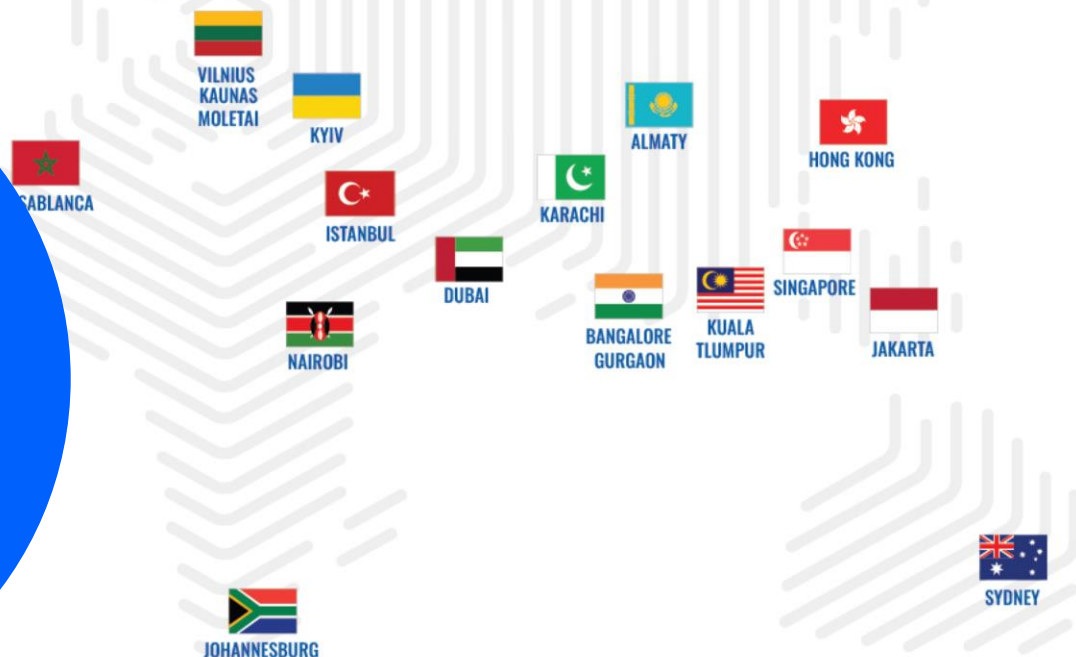 VILNIUS
KAUNAS
MOLETAI
KYIV
ALMATY
HONG KONG
SABLANCA
ISTANBUL
KARACHI
DUBAI
SINGAPORE
BANGALORE
GURGAON
KUALA
TLUMPUR
JAKARTA
NAIROBI
SYDNEY
JOHANNESBURG